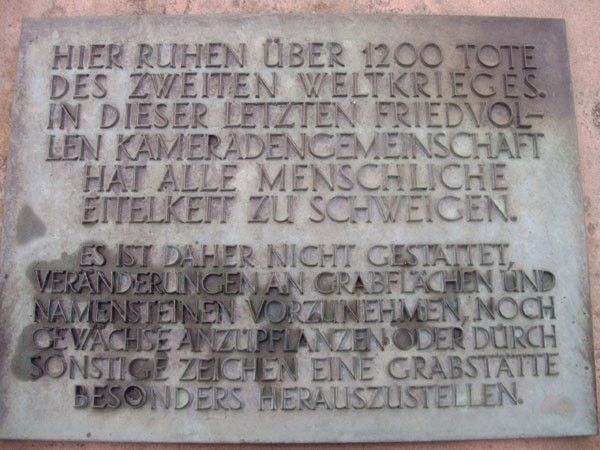 HIER RUHEN ÜBER 1200 TOTE
DES ZWEITEN WELTKRIEGES.
IN DIESER LETZTEN FRIEDVOL-
LEN KAMERADENGEMEINSCHAFT
HAT ALLE MENSCHLICHE
EITELKEIT ZU SCHWEIGEN.
ES IST DAHER NICHT GESTATTET,
VERÄNDERUNGEN AN GRABFLÄCHEN UND
NAMENSTEINEN VORZUNEHMEN, NOCH
GEWÄCHSE ANZUPFLANZEN ODER DURCH
SONSTIGE ZEICHEN EINE GRABSTÄTTE
BESONDERS HERAUSZUSTELLEN.